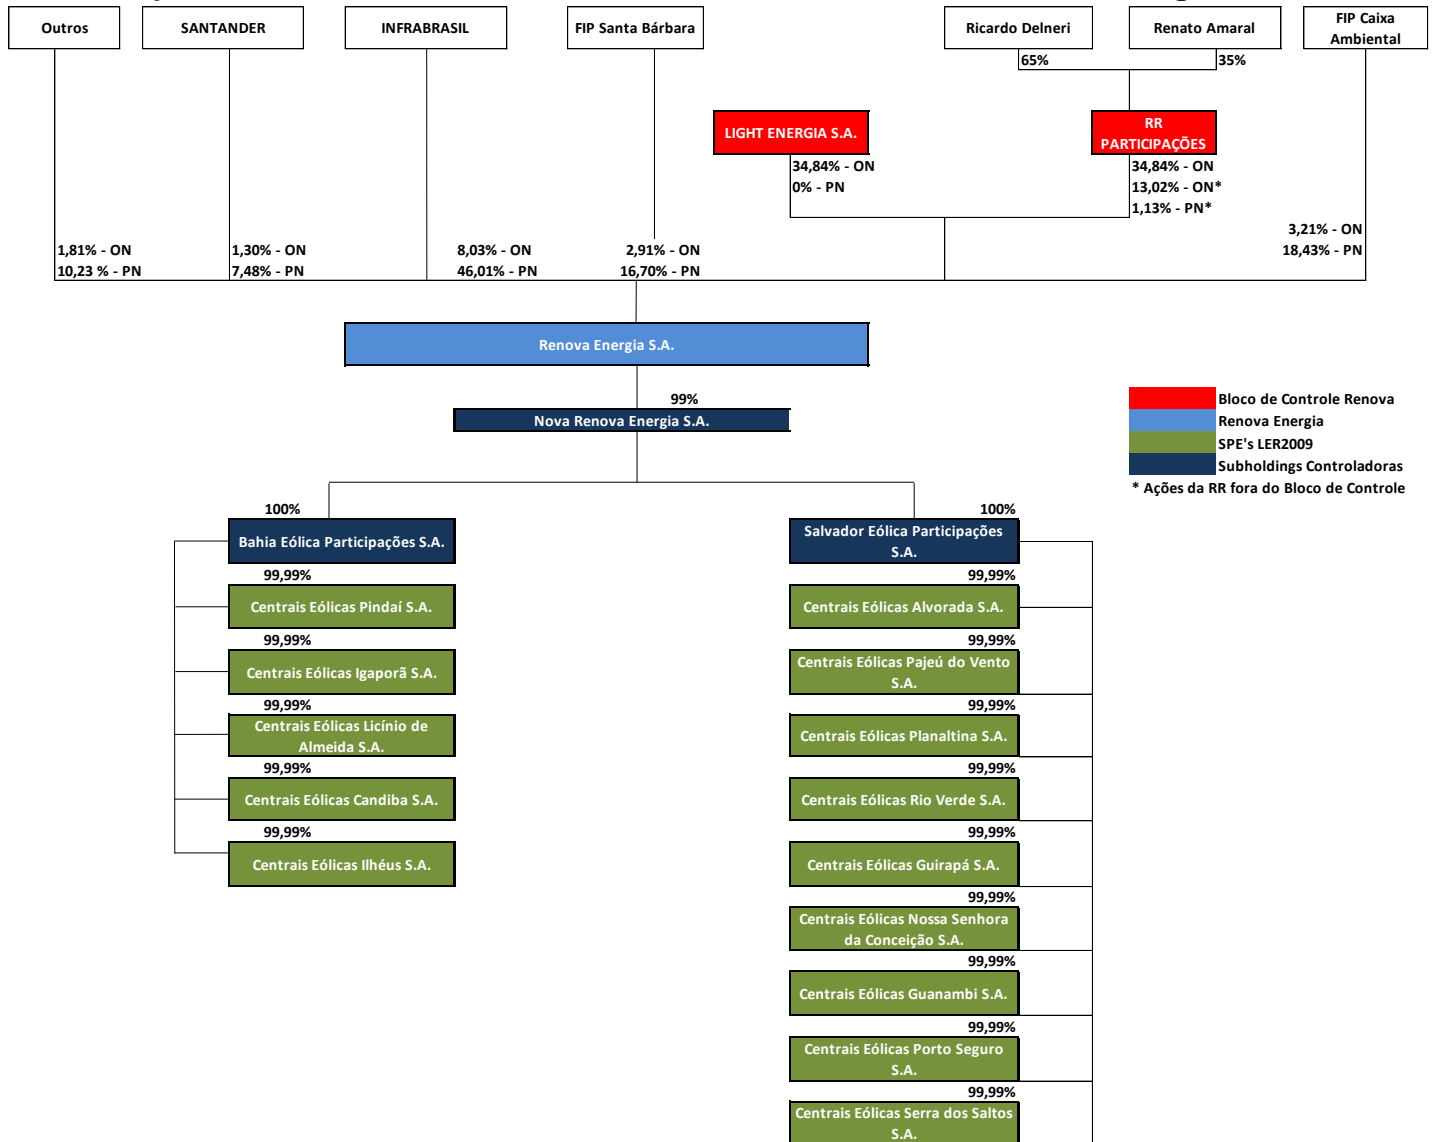 Outros
SANTANDER
INFRABRASIL
FIP Santa Bárbara
Ricardo Delneri
Renato Amaral
FIP Caixa
Ambiental
65%
35%
LIGHT ENERGIA S.A.
RR
PARTICIPAÇÕES
34,84% - ON
0% - PN
34,84% - ON
13,02% - ON*
1,13% - PN*
1,81% - ON
10,23 % - PN
1,30% - ON
7,48% - PN
8,03% - ON
46,01% - PN
2,91% - ON
16,70% - PN
3,21% - ON
18,43% - PN
Renova Energia S.A.
99%
Nova Renova Energia S.A.
Bloco de Controle Renova
Renova Energia
SPE's LER2009
Subholdings Controladoras
* Ações da RR fora do Bloco de Controle
100%
Bahia Eólica Participações S.A.
99,99%
Centrais Eólicas Pindaí S.A.
99,99%
Centrais Eólicas Igaporã S.A.
99,99%
Centrais Eólicas Licínio de
Almeida S.A.
99,99%
Centrais Eólicas Candiba S.A.
99,99%
Centrais Eólicas Ilhéus S.A.
100%
Salvador Eólica Participações
S.A.
99,99%
Centrais Eólicas Alvorada S.A.
99,99%
Centrais Eólicas Pajeú do Vento
S.A.
99,99%
Centrais Eólicas Planaltina S.A.
99,99%
Centrais Eólicas Rio Verde S.A.
99,99%
Centrais Eólicas Guirapá S.A.
99,99%
Centrais Eólicas Nossa Senhora
da Conceição S.A.
99,99%
Centrais Eólicas Guanambi S.A.
99,99%
Centrais Eólicas Porto Seguro
S.A.
99,99%
Centrais Eólicas Serra dos Saltos
S.A.